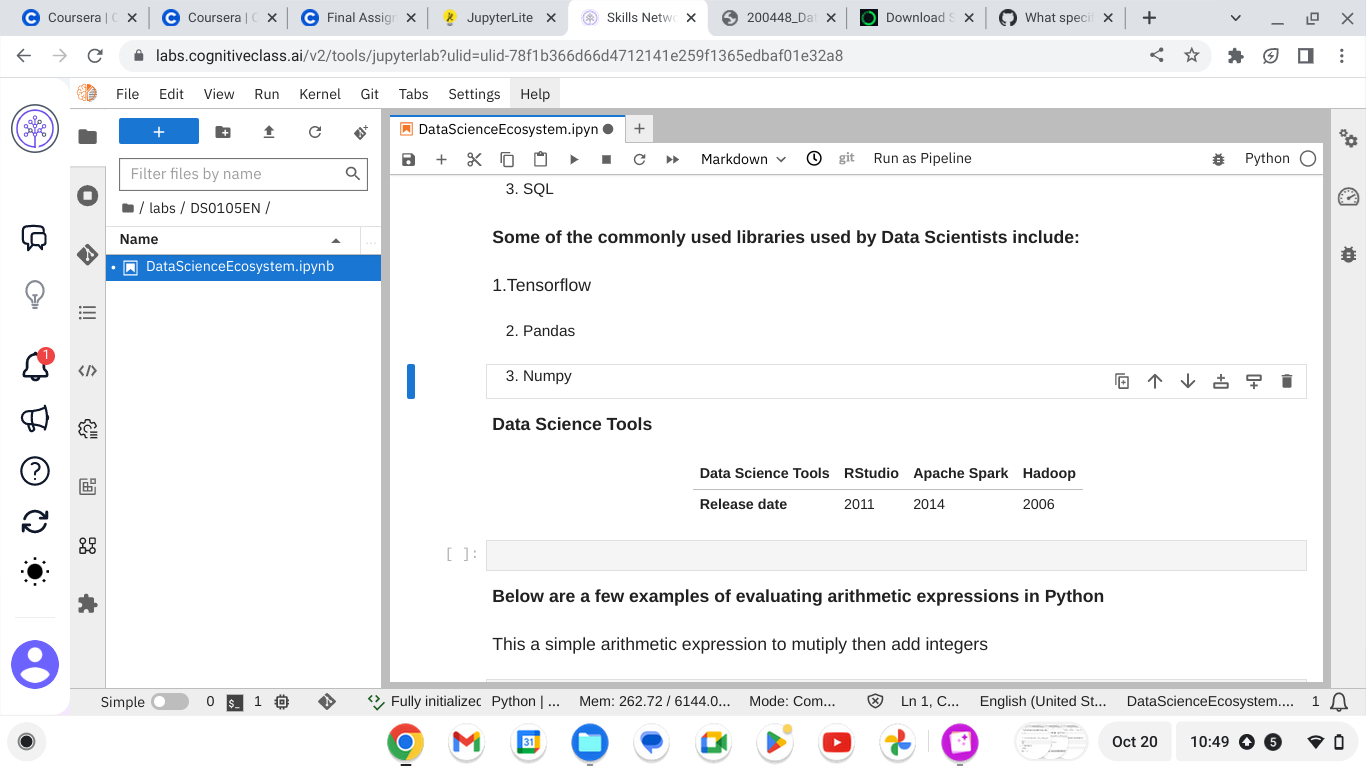 Coursera | C
Coursera | C
Final Assign
JupyterLite
Skills Netw
200448_Dat
Download S
What specif
labs.cognitiveclass.ai/v2/tools/jupyterlab?ulid=ulid-78f1b366d66d4712141e259f1365edbaf01e32a8
File Edit View Run Kernel Git Tabs Settings Help
DataScienceEcosystem.ipyn
Filter files by name
Markdown
git
Run as Pipeline
Python
/ labs / DS0105EN /
Name
...
DataScienceEcosystem.ipynb
1
3. SQL
Some of the commonly used libraries used by Data Scientists include:
1.Tensorflow
2. Pandas
3. Numpy
Data Science Tools
Data Science Tools RStudio Apache Spark Hadoop
Release date 2011 2014 2006
[ ]:
Below are a few examples of evaluating arithmetic expressions in Python
This a simple arithmetic expression to mutiply then add integers
Simple 0 1 Fully initialized Python | ... Mem: 262.72 / 6144.0... Mode: Com... Ln 1, C... English (United St... DataScienceEcosystem.... 1
31
Oct 20
10:49
5